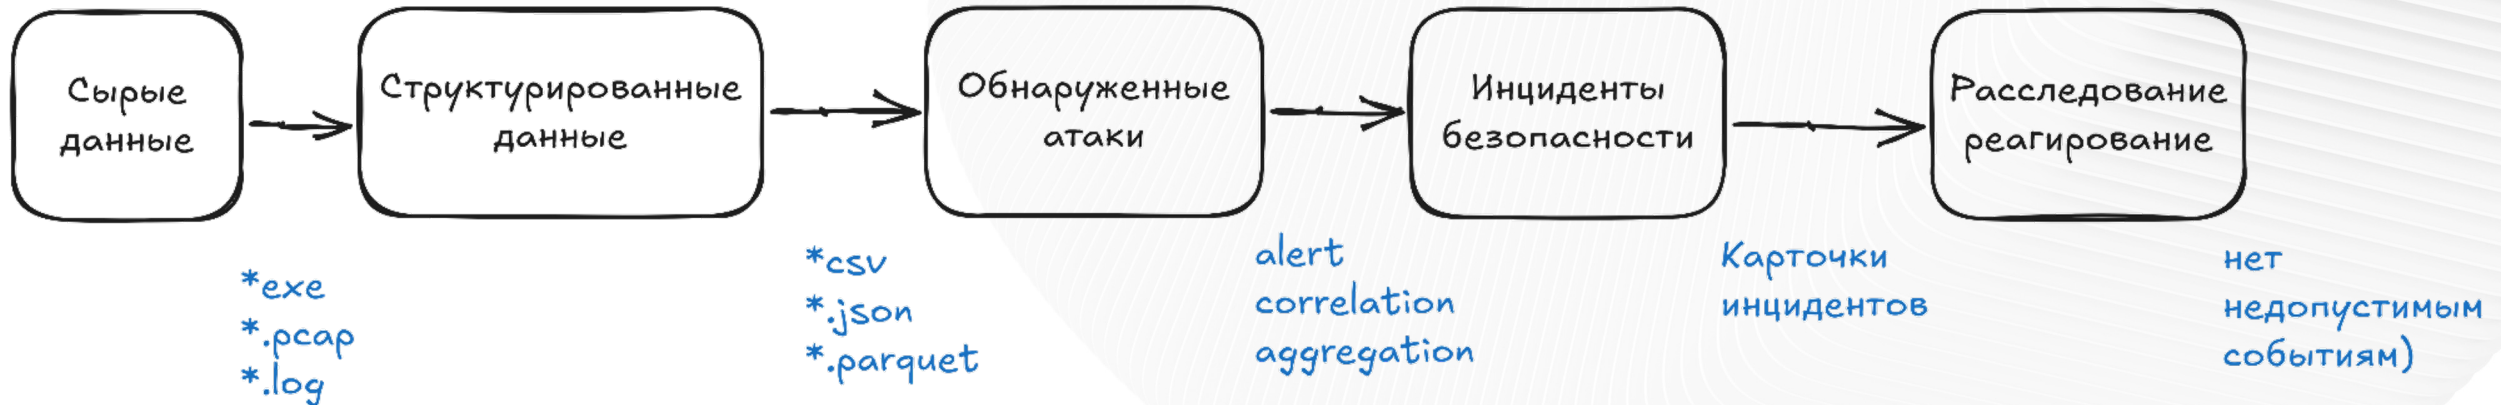 Сырые
данные
Структурированные
данные
Обнаруженные
атаки
Инциденты
безопасности
Расследование
реагирование
*exe
*.pcap
*.log
*csv
*.json
*.parquet
alert
correlation
aggregation
Карточки
инцидентов
нет
недопустимым
событиям)